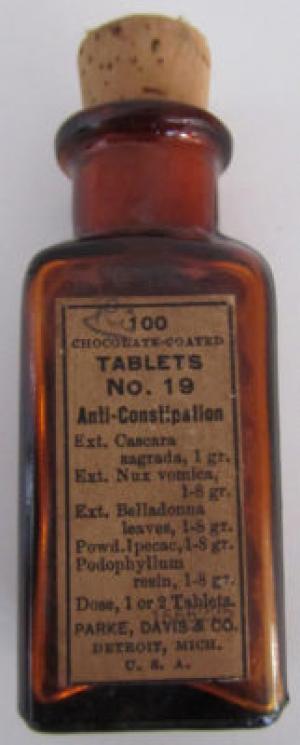 100
CHOCOLATE-COATED
TABLETS
No. 19
Anti-Constipation
Ext. Cascara
sagrada, 1 gr.
Ext. Nux vomica,
1-8 gr.
Ext. Belladonna
leaves, 1-8 gr.
Powd. Ipecac, 1-8 gr.
Podophyllum
resin, 1-8 gr.
Dose, 1 or 2 Tablets.
PARKE, DAVIS & CO.
DETROIT, MICH.
U. S. A.